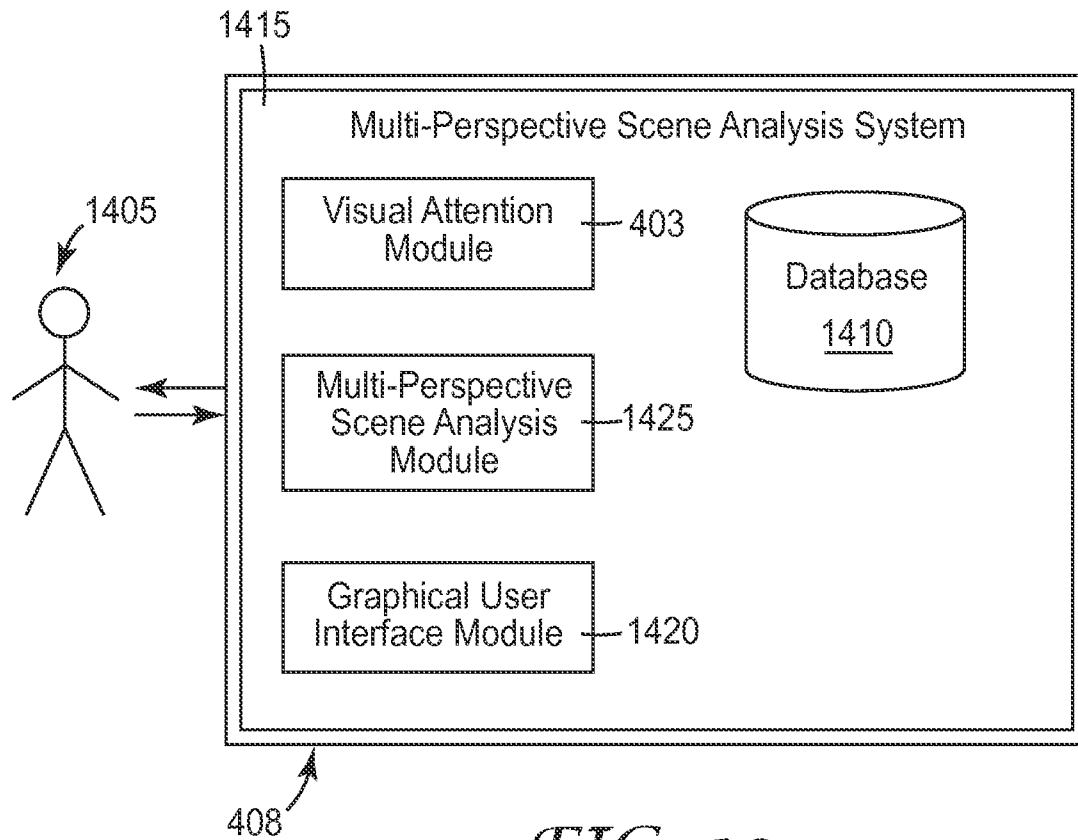 1415
Multi-Perspective Scene Analysis System
Visual Attention
Module
403
1405
Database
1410
Multi-Perspective
Scene Analysis
Module
1425
Graphical User
Interface Module
1420
408
FIG.